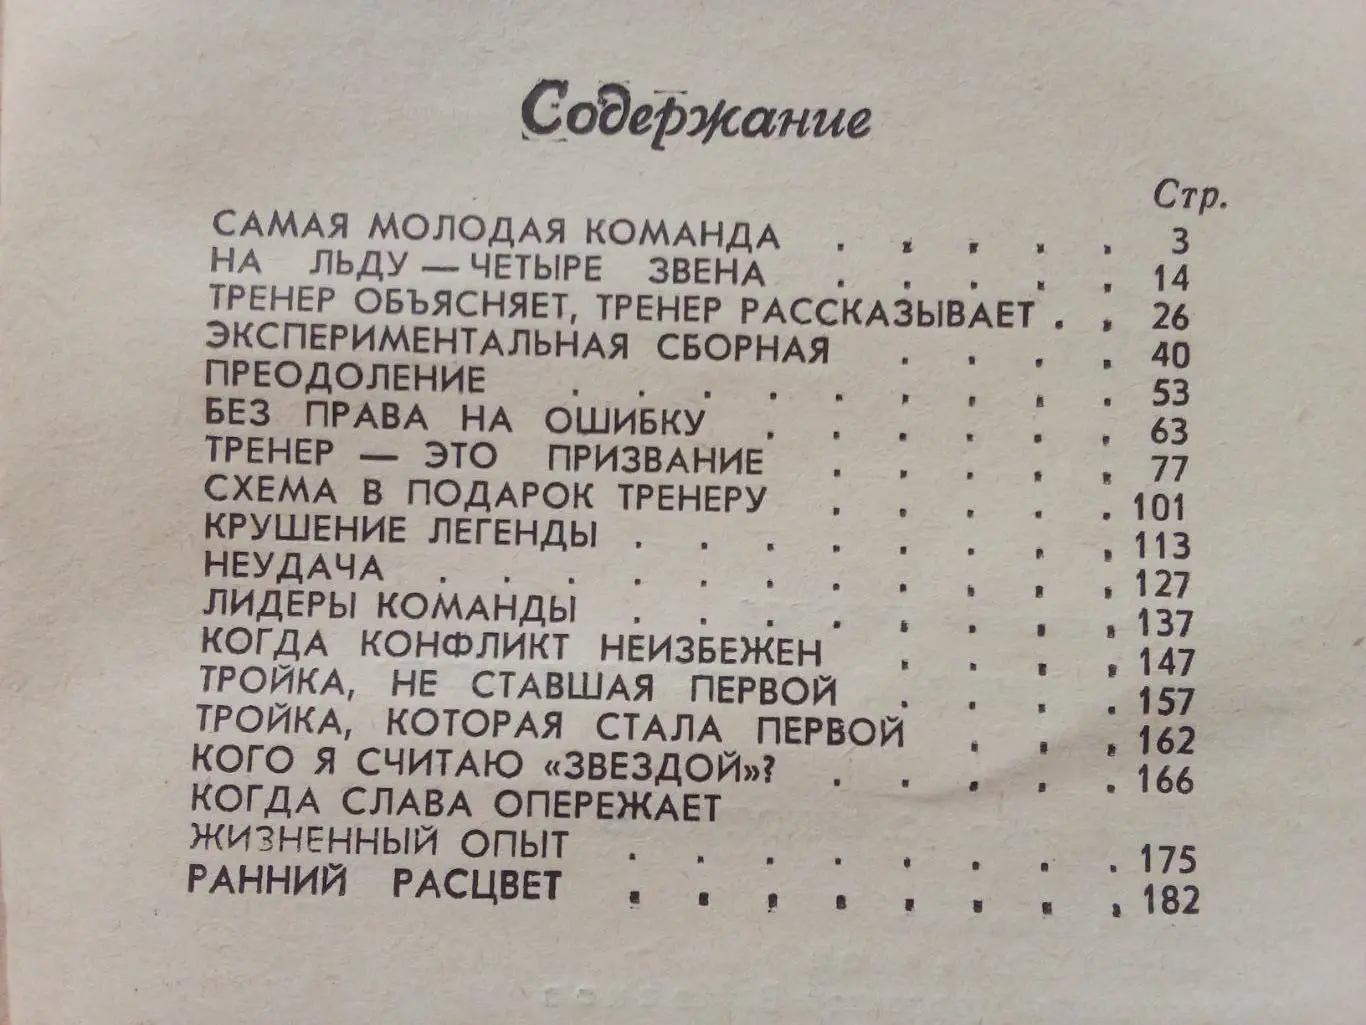 Содержание
Стр.
САМАЯ МОЛОДАЯ КОМАНДА . . . . . 3
НА ЛЬДУ — ЧЕТЫРЕ ЗВЕНА . . . . . 14
ТРЕНЕР ОБЪЯСНЯЕТ, ТРЕНЕР РАССКАЗЫВАЕТ . . 26
ЭКСПЕРИМЕНТАЛЬНАЯ СБОРНАЯ . . . . 40
ПРЕОДОЛЕНИЕ . . . . . . . . . 53
БЕЗ ПРАВА НА ОШИБКУ . . . . . . 63
ТРЕНЕР — ЭТО ПРИЗВАНИЕ . . . . . 77
СХЕМА В ПОДАРОК ТРЕНЕРУ . . . . . 101
КРУШЕНИЕ ЛЕГЕНДЫ . . . . . . . . 113
НЕУДАЧА . . . . . . . . . . . 127
ЛИДЕРЫ КОМАНДЫ . . . . . . . . 137
КОГДА КОНФЛИКТ НЕИЗБЕЖЕН . . . . 147
ТРОЙКА, НЕ СТАВШАЯ ПЕРВОЙ . . . . 157
ТРОЙКА, КОТОРАЯ СТАЛА ПЕРВОЙ . . . 162
КОГО Я СЧИТАЮ «ЗВЕЗДОЙ»? . . . . . 166
КОГДА СЛАВА ОПЕРЕЖАЕТ
ЖИЗНЕННЫЙ ОПЫТ . . . . . . . . 175
РАННИЙ РАСЦВЕТ . . . . . . . . 182